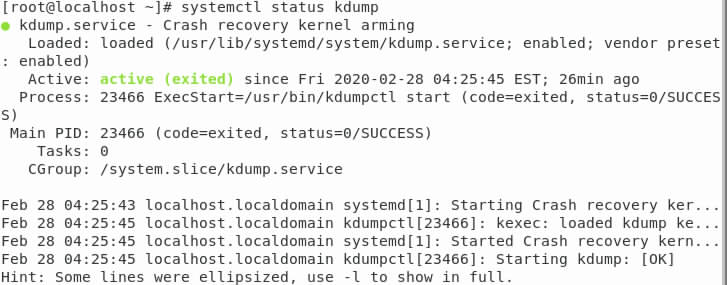 [root@localhost ~]# systemctl status kdump
● kdump.service - Crash recovery kernel arming
   Loaded: loaded (/usr/lib/systemd/system/kdump.service; enabled; vendor preset
: enabled)
   Active: active (exited) since Fri 2020-02-28 04:25:45 EST; 26min ago
  Process: 23466 ExecStart=/usr/bin/kdumpctl start (code=exited, status=0/SUCCES
S)
 Main PID: 23466 (code=exited, status=0/SUCCESS)
    Tasks: 0
   CGroup: /system.slice/kdump.service

Feb 28 04:25:43 localhost.localdomain systemd[1]: Starting Crash recovery ker...
Feb 28 04:25:45 localhost.localdomain kdumpctl[23466]: kexec: loaded kdump ke...
Feb 28 04:25:45 localhost.localdomain systemd[1]: Started Crash recovery kern...
Feb 28 04:25:45 localhost.localdomain kdumpctl[23466]: Starting kdump: [OK]
Hint: Some lines were ellipsized, use -l to show in full.